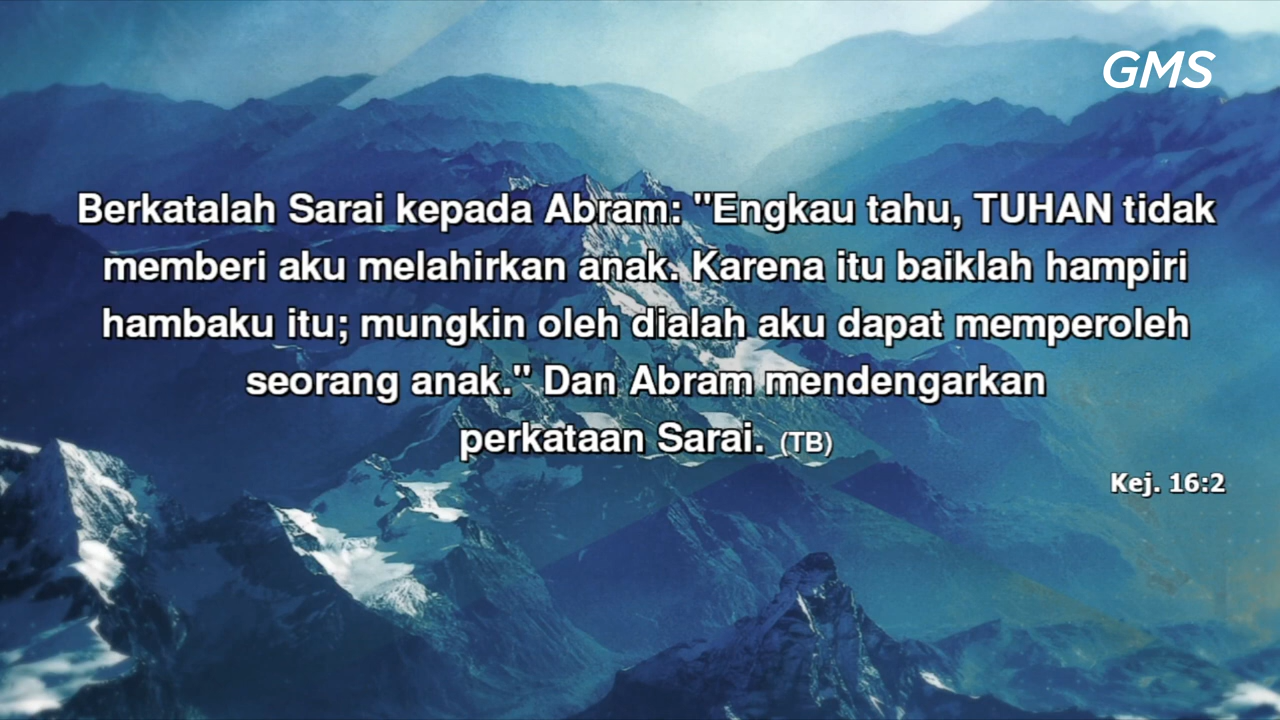 GMS
Berkatalah Sarai kepada Abram: "Engkau tahu, TUHAN tidak
memberi aku melahirkan anak. Karena itu baiklah hampiri
hambaku itu; mungkin oleh dialah aku dapat memperoleh
seorang anak." Dan Abram mendengarkan
perkataan Sarai. (TB)
Kej. 16:2